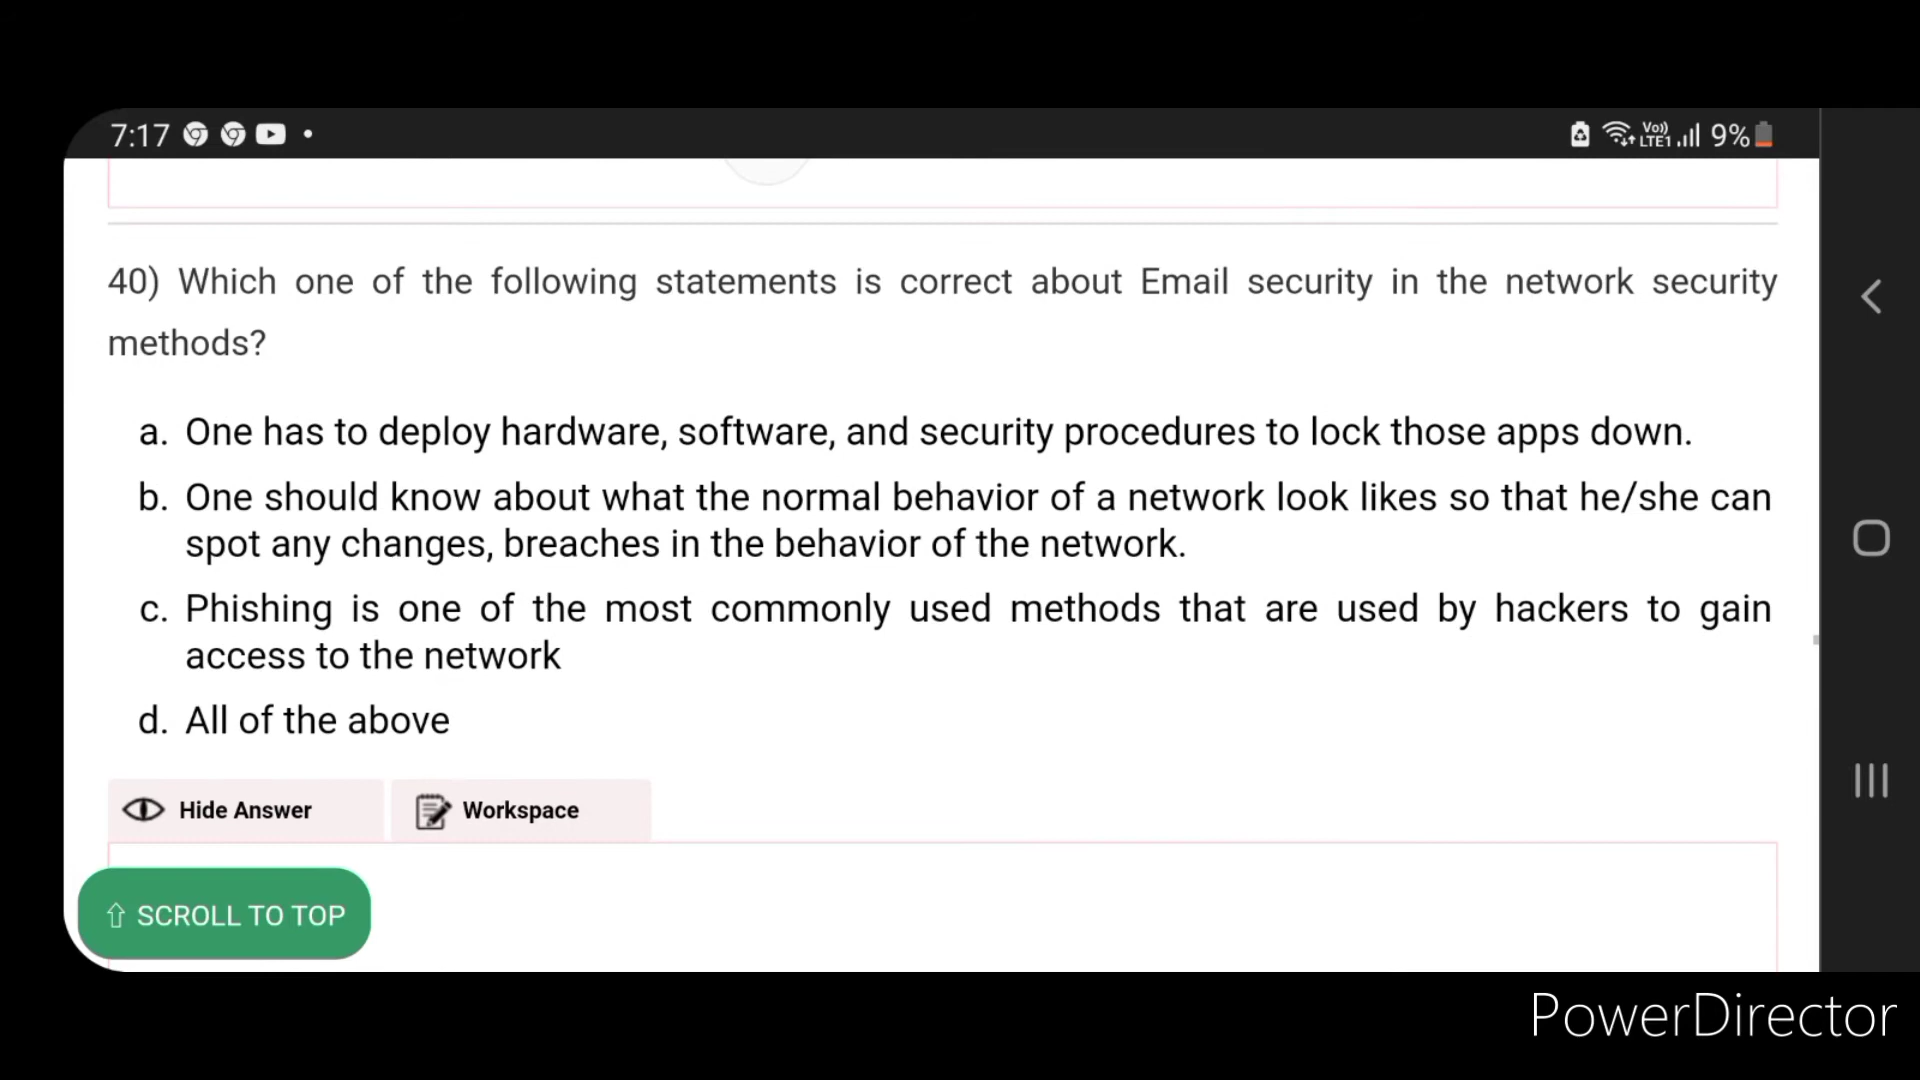 7:17
Vo)) LTE1 9%
40) Which one of the following statements is correct about Email security in the network security
methods?
a. One has to deploy hardware, software, and security procedures to lock those apps down.
b. One should know about what the normal behavior of a network look likes so that he/she can
spot any changes, breaches in the behavior of the network.
c. Phishing is one of the most commonly used methods that are used by hackers to gain
access to the network
d. All of the above
Hide Answer Workspace
⇧ SCROLL TO TOP
PowerDirector